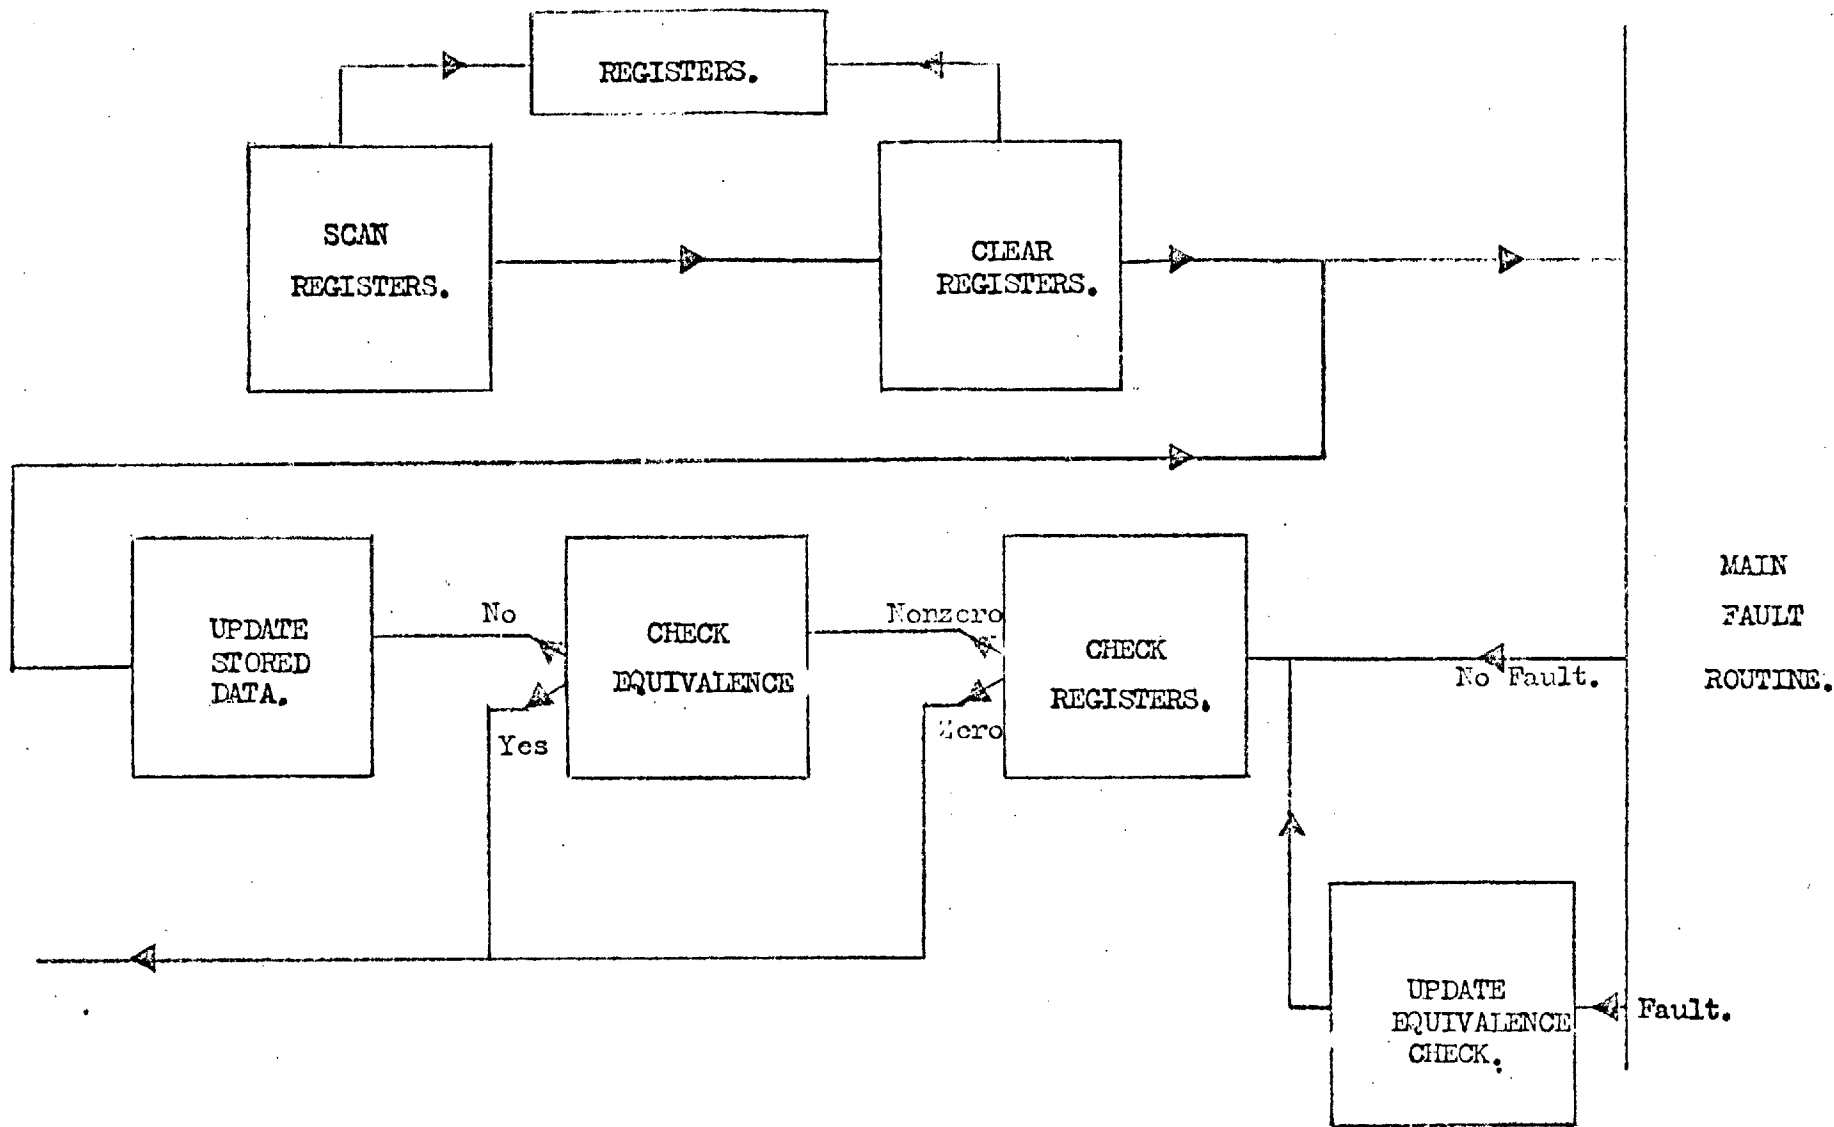 REGISTERS.
SCAN
REGISTERS.
CLEAR
REGISTERS.
MAIN
FAULT
ROUTINE.
UPDATE
STORED
DATA.
No
Yes
CHECK
EQUIVALENCE
Nonzero
Zero
CHECK
REGISTERS.
No Fault.
UPDATE
EQUIVALENCE
CHECK.
Fault.